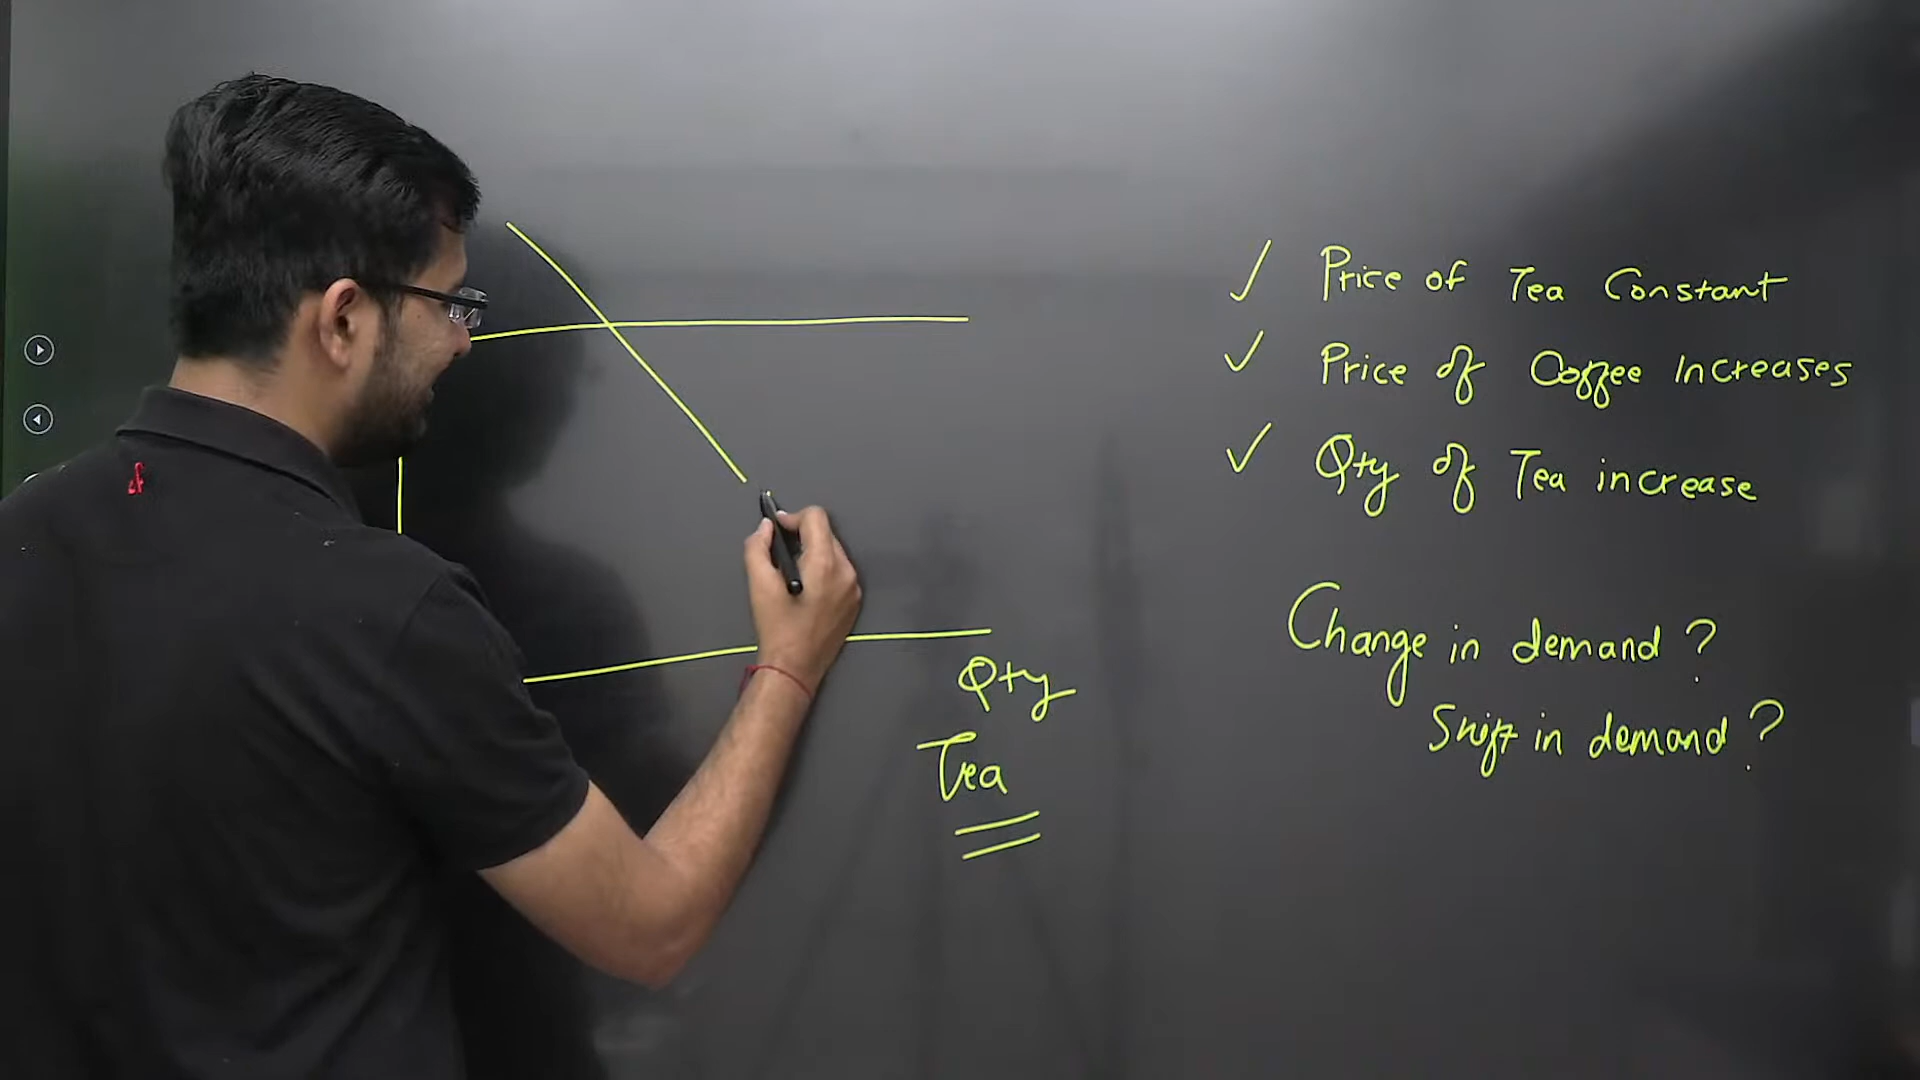 Price of Tea Constant
Price of Coffee Increases
Qty of Tea increase
Change in demand ?
Shift in demand ?
Qty
Tea